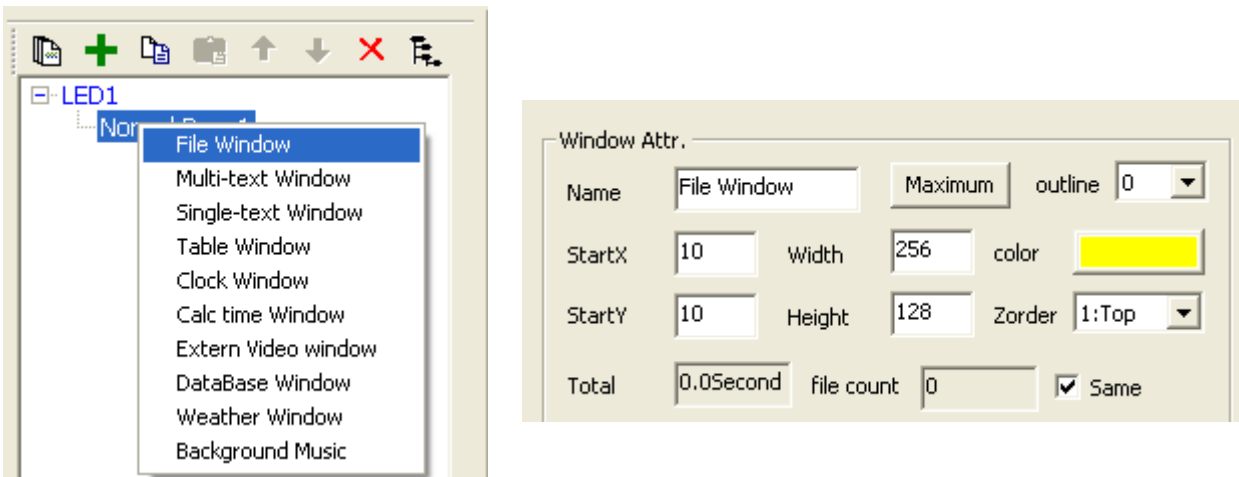 LED1
File Window
Multi-text Window
Single-text Window
Table Window
Clock Window
Calc time Window
Extern Video window
DataBase Window
Weather Window
Background Music
Window Attr.
Name File Window Maximum outline 0
StartX 10 Width 256 color
StartY 10 Height 128 Zorder 1:Top
Total 0.0Second file count 0 Same